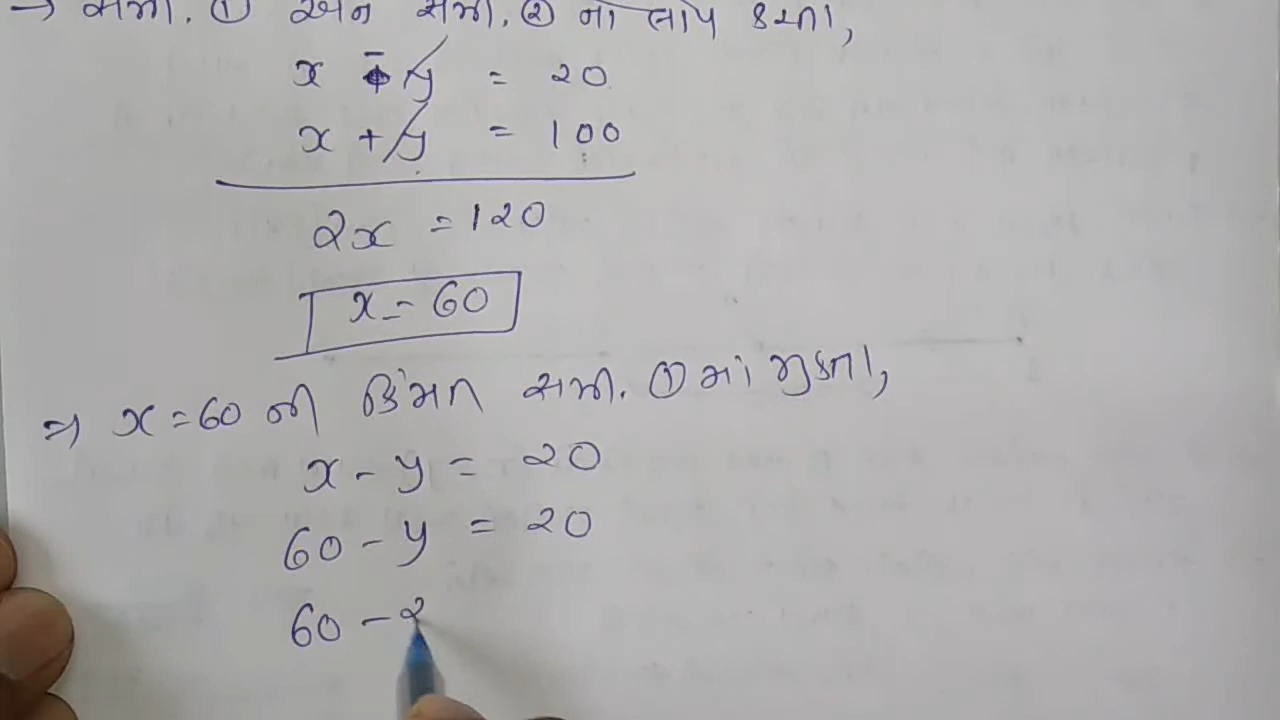 → સમી. ① અને સમી. ② નો લોપ કરતાં,
x - y = 20
x + y = 100
2x = 120
x = 60
⇒ x = 60 ની કિંમત સમી. ① માં મુકતાં,
x - y = 20
60 - y = 20
60 - 2